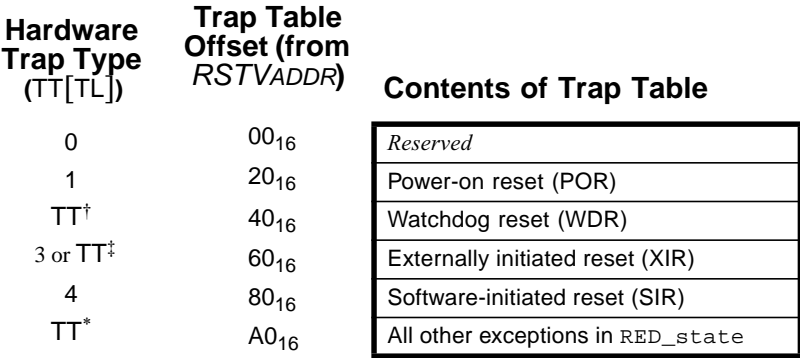 Hardware Trap Type (TT[TL])
Trap Table Offset (from RSTVADDR)
Contents of Trap Table
0 00₁₆ Reserved
1 20₁₆ Power-on reset (POR)
TT† 40₁₆ Watchdog reset (WDR)
3 or TT‡ 60₁₆ Externally initiated reset (XIR)
4 80₁₆ Software-initiated reset (SIR)
TT* A0₁₆ All other exceptions in RED_state